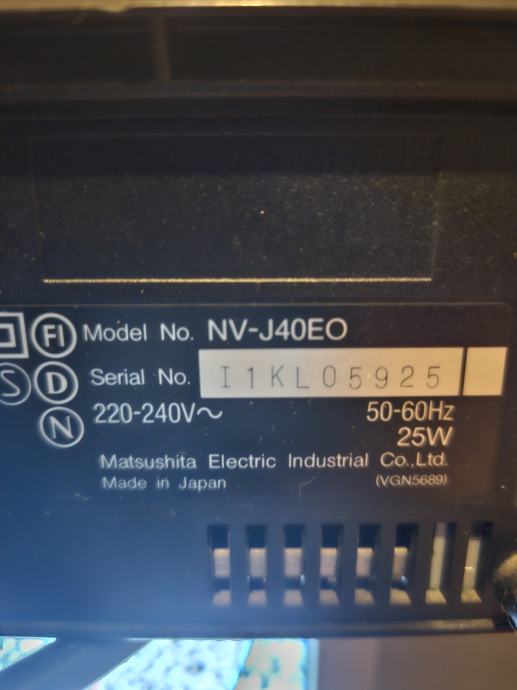 FI Model No. NV-J40EO
S D Serial No. I1KL05925
N 220-240V~ 50-60Hz
25W
Matsushita Electric Industrial Co.,Ltd.
Made in Japan (VGN5689)